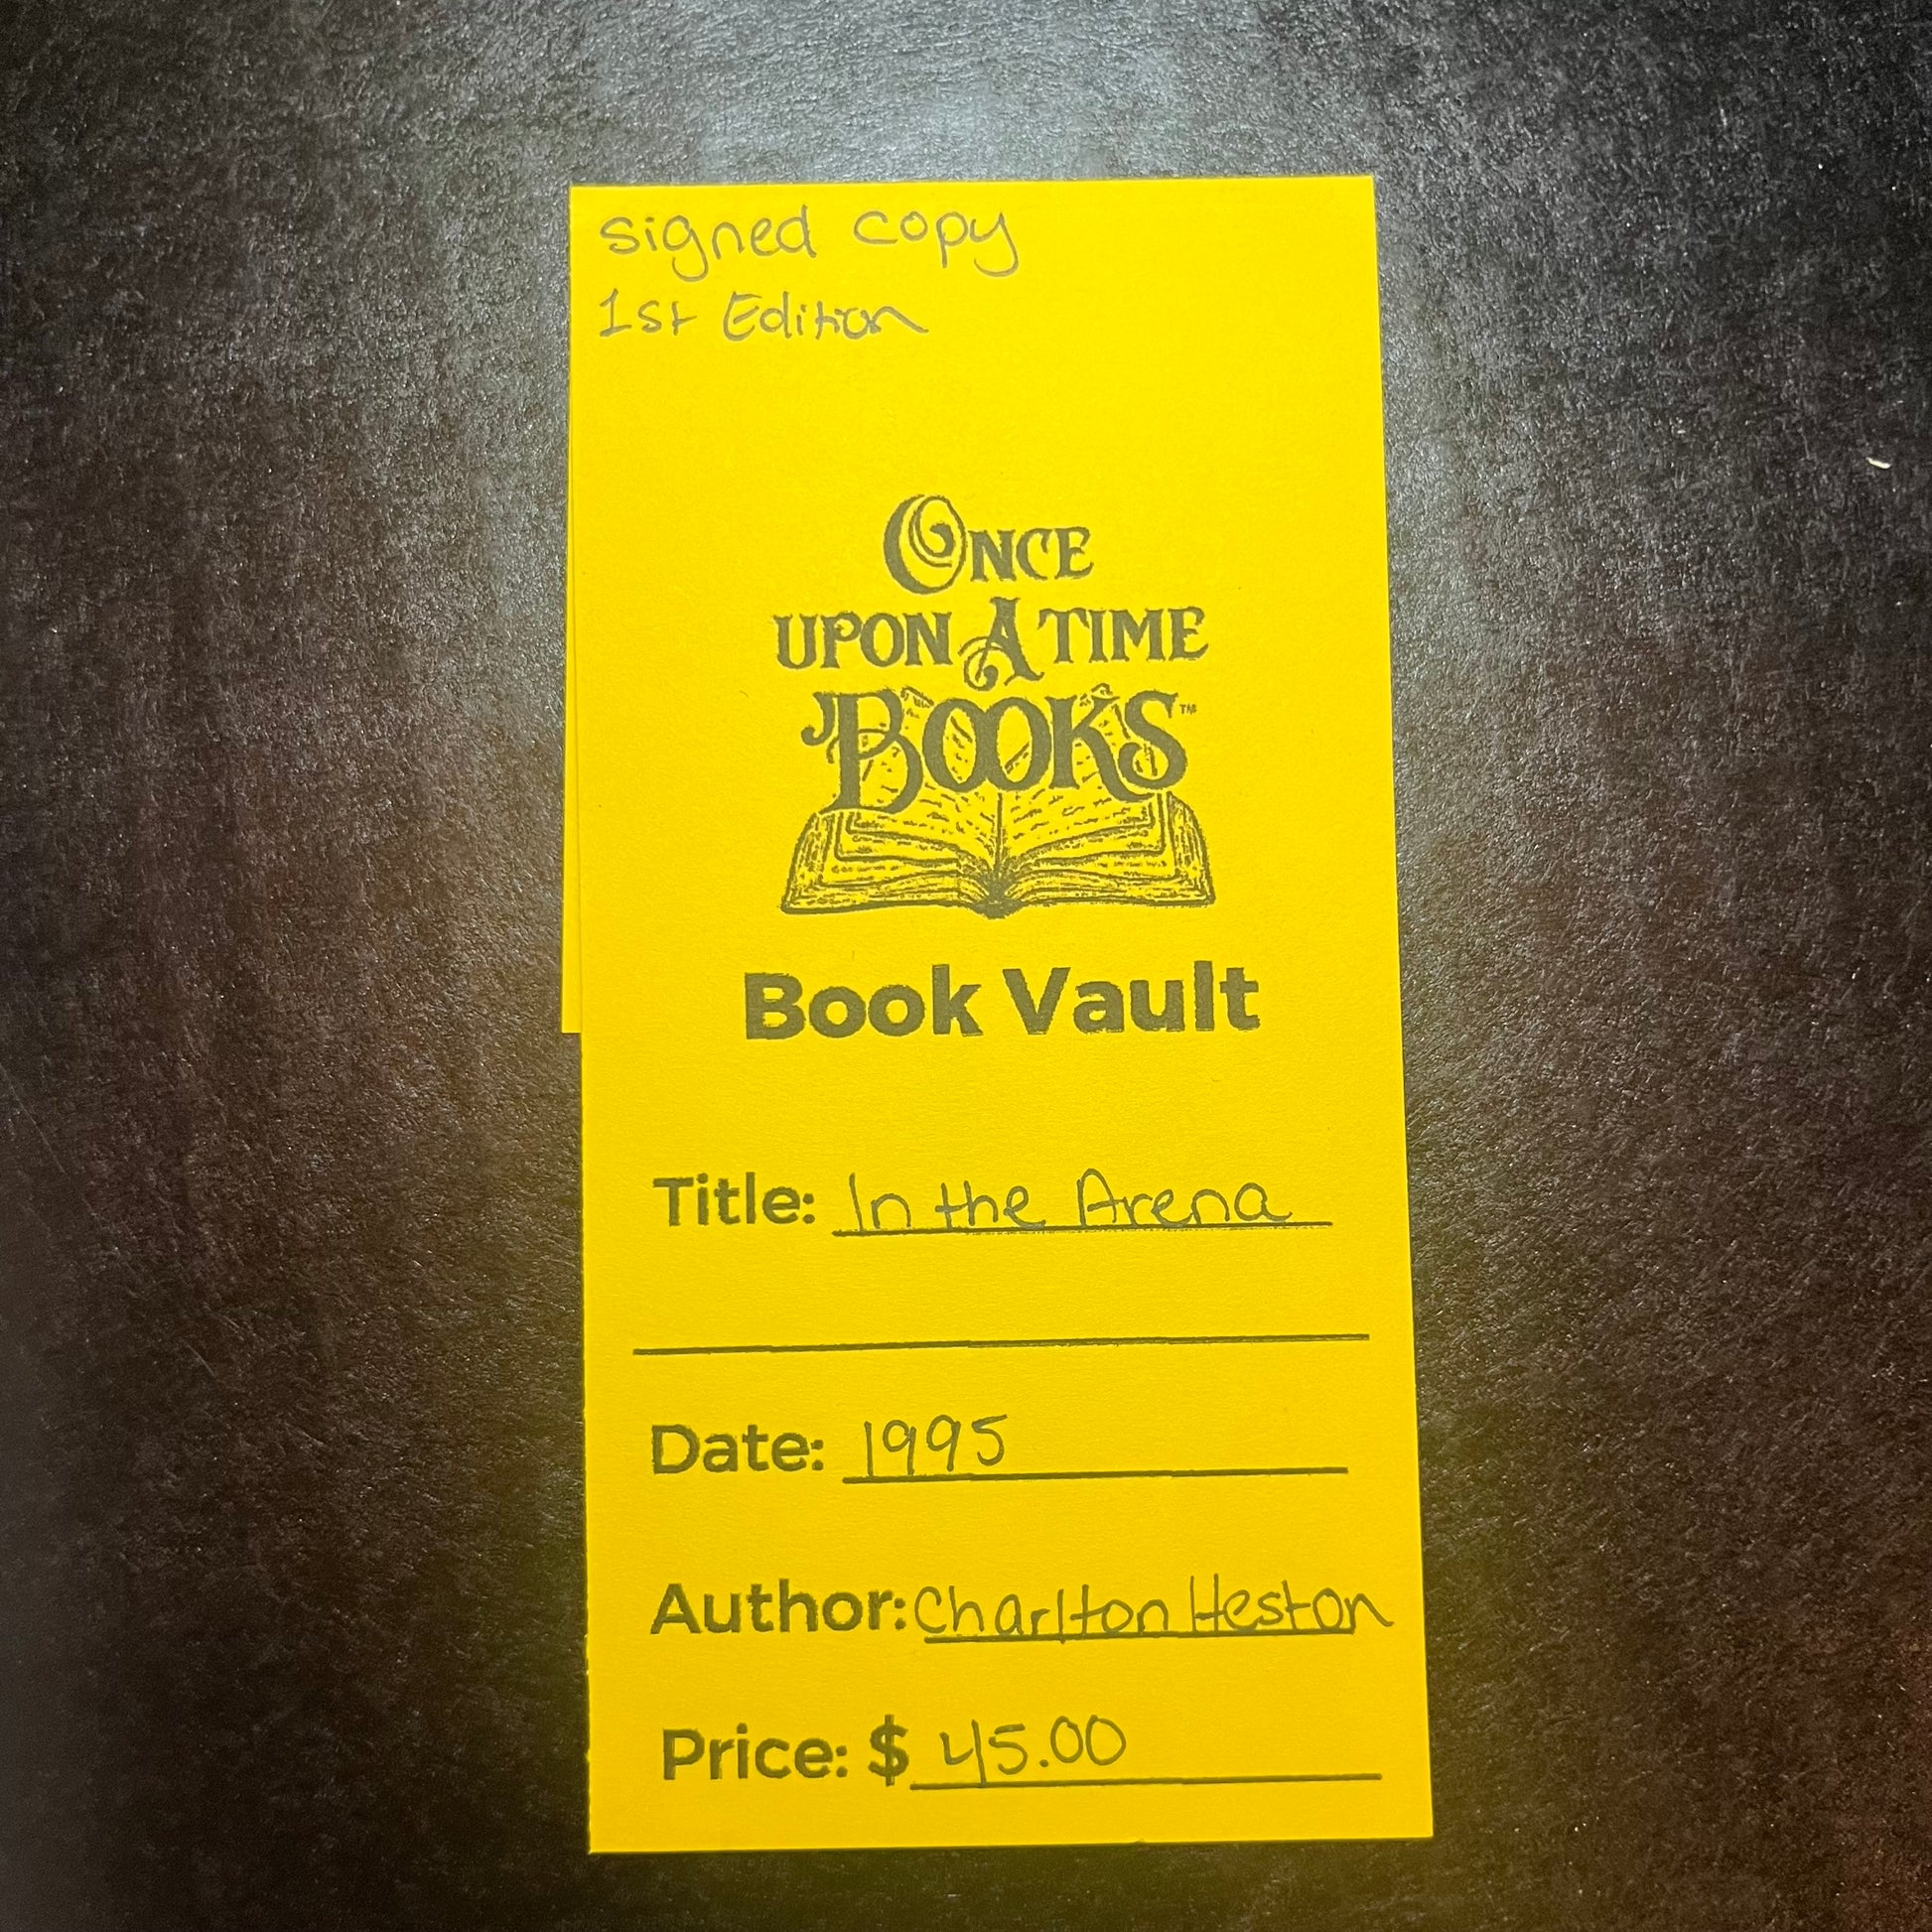 signed copy
1st Edition
ONCE
UPON A TIME
BOOKS™
Book Vault
Title: In the Arena
Date: 1995
Author: Charlton Heston
Price: $ 45.00